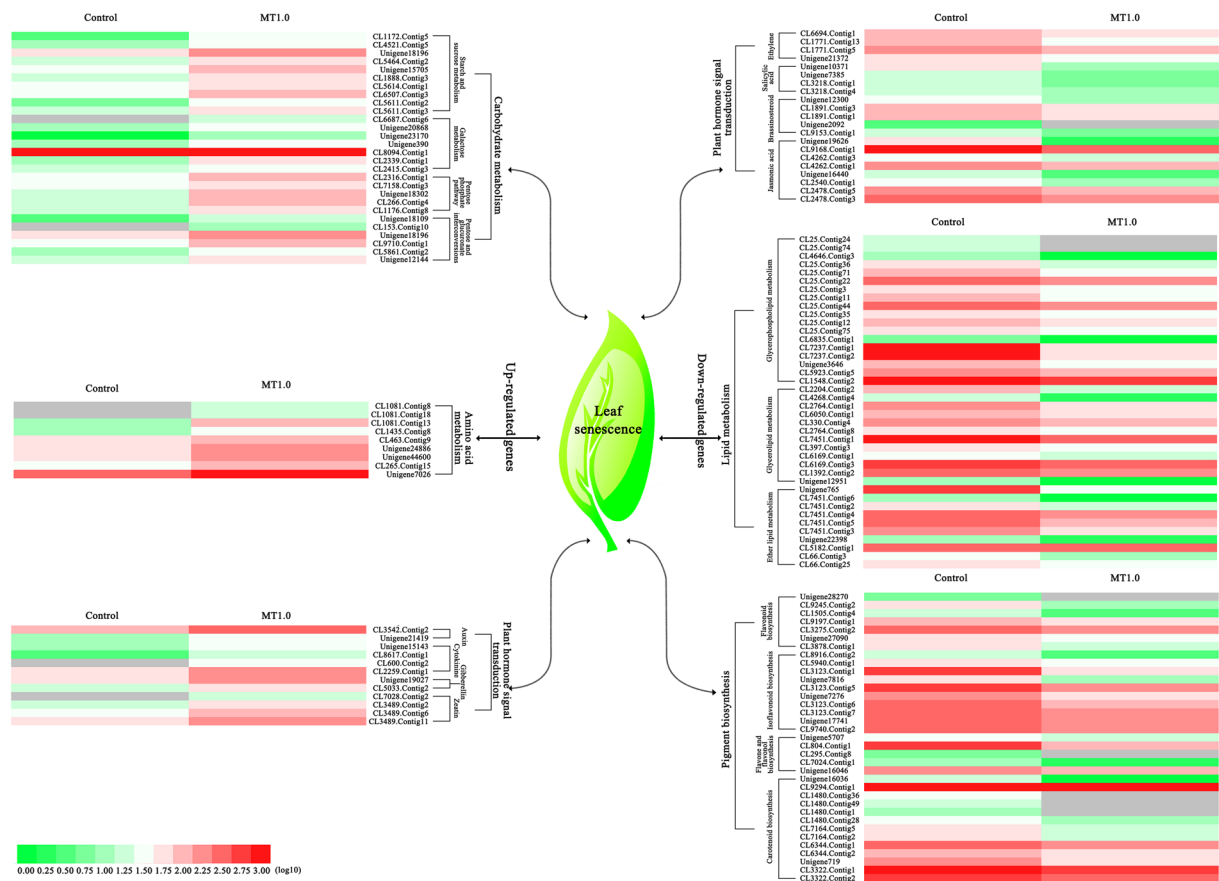 Control MT1.0
CL1172.Contig5
CL4521.Contig5
Unigene18196
CL5464.Contig2
Unigene15705
CL1888.Contig3
CL5614.Contig1
CL6507.Contig3
CL5611.Contig2
CL5611.Contig3
CL6687.Contig6
Unigene20868
Unigene23170
Unigene390
CL8094.Contig1
CL2339.Contig1
CL2415.Contig3
CL2316.Contig1
CL7158.Contig3
Unigene18302
CL266.Contig4
CL1176.Contig8
Unigene18109
CL153.Contig10
Unigene18196
CL9710.Contig1
CL5861.Contig2
Unigene12144
Starch and
sucrose metabolism
Galactose
metabolism
Pentose
phosphate
pathway
Pentose and
glucuronate
interconversions
Carbohydrate metabolism
Control MT1.0
CL1081.Contig8
CL1081.Contig18
CL1081.Contig13
CL1435.Contig8
CL463.Contig9
Unigene24886
Unigene44600
CL265.Contig15
Unigene7026
Amino acid
metabolism
Up-regulated genes
Control MT1.0
CL3542.Contig2
Unigene21419
Unigene15143
CL8617.Contig1
CL600.Contig2
CL2259.Contig1
Unigene19027
CL5033.Contig2
CL7028.Contig2
CL3489.Contig2
CL3489.Contig6
CL3489.Contig11
Auxin
Cytokinine
Gibberellin
Zeatin
Plant hormone signal
transduction
0.00 0.25 0.50 0.75 1.00 1.25 1.50 1.75 2.00 2.25 2.50 2.75 3.00 (log10)
Leaf
senescence
Down-regulated genes
Control MT1.0
Plant hormone signal
transduction
Ethylene
Salicylic
acid
Brassinosteroid
Jasmonic acid
CL6694.Contig1
CL1771.Contig13
CL1771.Contig5
Unigene21372
Unigene10371
Unigene7385
CL3218.Contig1
CL3218.Contig4
Unigene12300
CL1891.Contig3
CL1891.Contig1
Unigene2092
CL9153.Contig1
Unigene19626
CL9168.Contig1
CL4262.Contig3
CL4262.Contig1
Unigene16440
CL2540.Contig1
CL2478.Contig5
CL2478.Contig3
Control MT1.0
Lipid metabolism
Glycerophospholipid metabolism
Glycerolipid metabolism
Ether lipid metabolism
CL25.Contig24
CL25.Contig74
CL4646.Contig3
CL25.Contig36
CL25.Contig71
CL25.Contig22
CL25.Contig3
CL25.Contig11
CL25.Contig44
CL25.Contig35
CL25.Contig12
CL25.Contig75
CL6835.Contig1
CL7237.Contig1
CL7237.Contig2
Unigene3646
CL5923.Contig5
CL1548.Contig2
CL2204.Contig2
CL4268.Contig4
CL2764.Contig1
CL6050.Contig1
CL330.Contig4
CL2764.Contig8
CL7451.Contig1
CL397.Contig3
CL6169.Contig1
CL6169.Contig3
CL1392.Contig2
Unigene12951
Unigene765
CL7451.Contig6
CL7451.Contig2
CL7451.Contig4
CL7451.Contig5
CL7451.Contig3
Unigene22398
CL5182.Contig1
CL66.Contig3
CL66.Contig25
Control MT1.0
Pigment biosynthesis
Flavonoid
biosynthesis
Isoflavonoid biosynthesis
Flavone and
flavonol
biosynthesis
Carotenoid biosynthesis
Unigene28270
CL9245.Contig2
CL1505.Contig4
CL9197.Contig1
CL3275.Contig2
Unigene27090
CL3878.Contig1
CL8916.Contig2
CL5940.Contig1
CL3123.Contig1
Unigene7816
CL3123.Contig5
Unigene7276
CL3123.Contig6
CL3123.Contig7
Unigene17741
CL9740.Contig2
Unigene5707
CL804.Contig1
CL295.Contig8
CL7024.Contig1
Unigene16046
Unigene16036
CL9294.Contig1
CL1480.Contig36
CL1480.Contig49
CL1480.Contig1
CL1480.Contig28
CL7164.Contig5
CL7164.Contig2
CL6344.Contig1
CL6344.Contig2
Unigene719
CL3322.Contig1
CL3322.Contig2